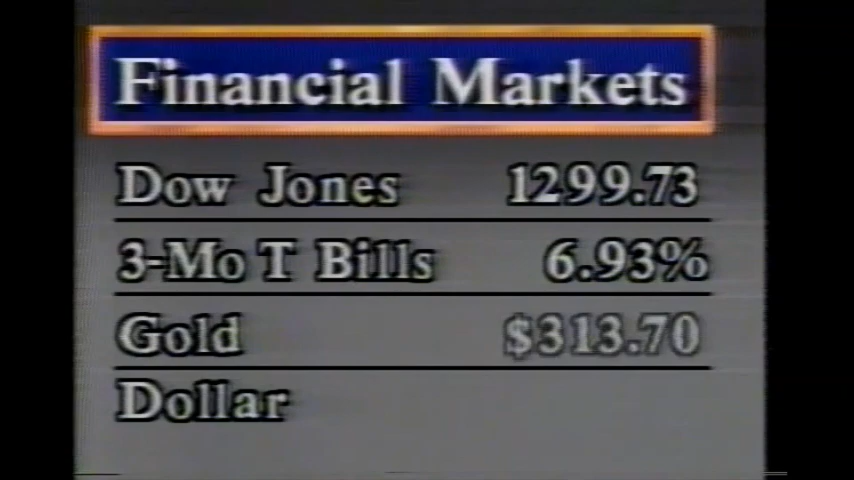 Financial Markets
Dow Jones 1299.73
3-Mo T Bills 6.93%
Gold $313.70
Dollar